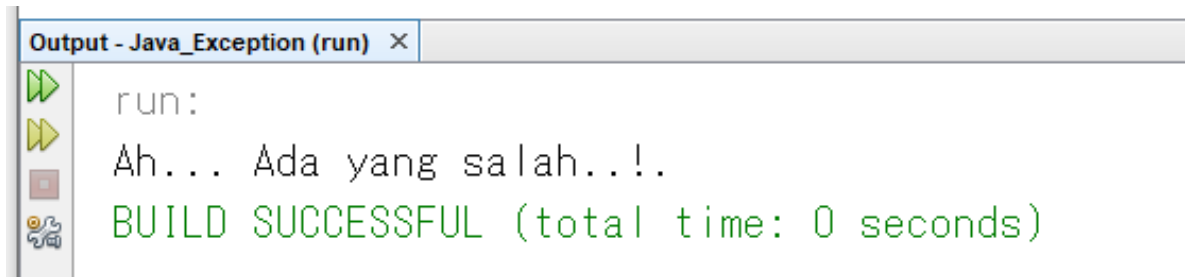 Output - Java_Exception (run) ×
run:
Ah... Ada yang salah..!.
BUILD SUCCESSFUL (total time: 0 seconds)